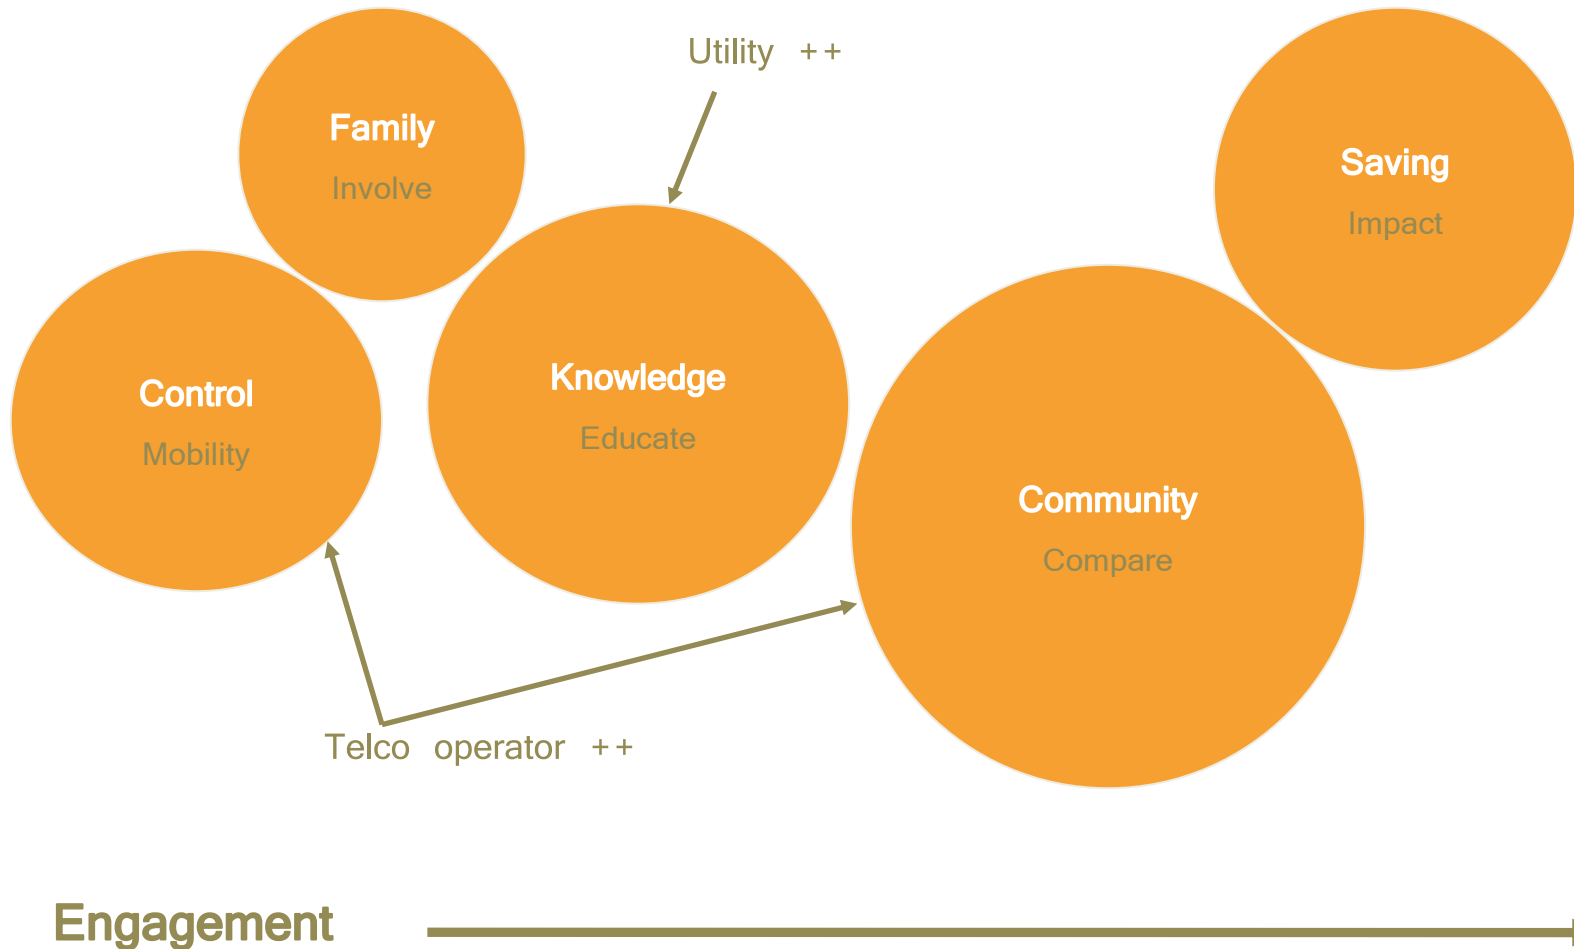 Utility ++
Family
Involve
Saving
Impact
Control
Mobility
Knowledge
Educate
Community
Compare
Telco operator ++
Engagement